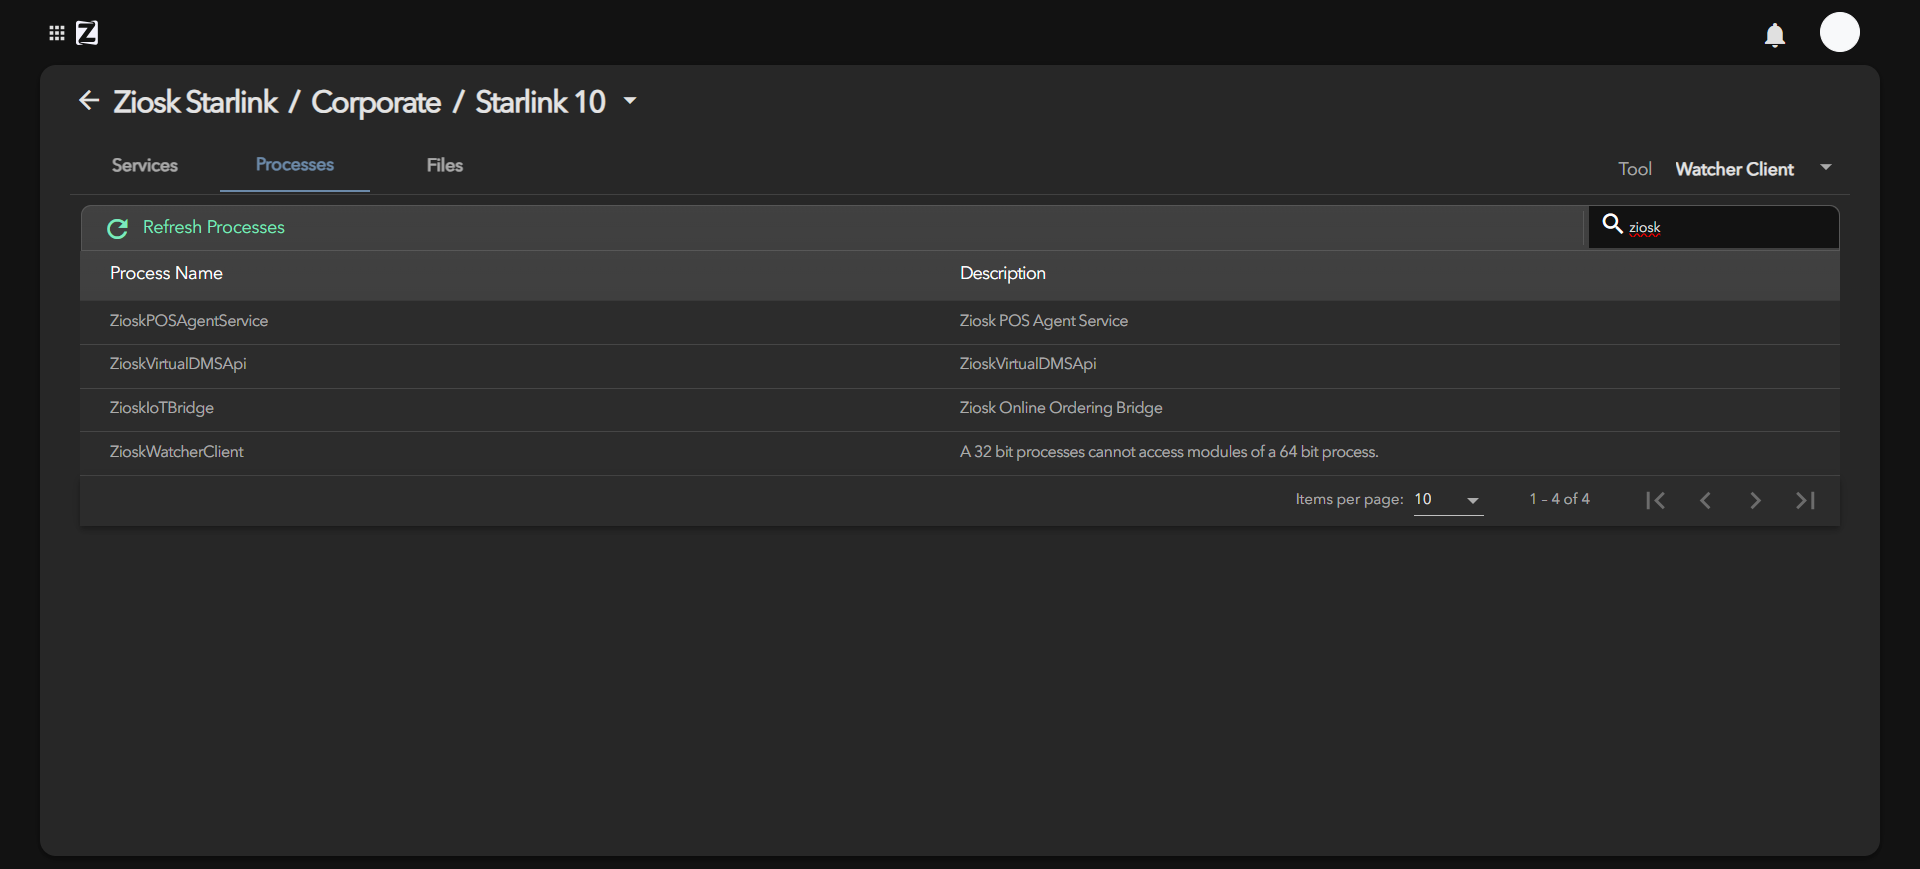 Z
Ziosk Starlink / Corporate / Starlink 10
Services Processes Files Tool Watcher Client
Refresh Processes ziosk
Process Name Description
ZioskPOSAgentService Ziosk POS Agent Service
ZioskVirtualDMSApi ZioskVirtualDMSApi
ZioskIoTBridge Ziosk Online Ordering Bridge
ZioskWatcherClient A 32 bit processes cannot access modules of a 64 bit process.
Items per page: 10 1 - 4 of 4